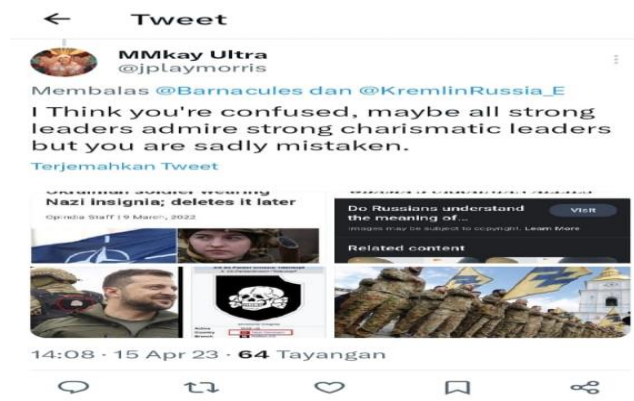 Tweet
MMkay Ultra
@jplaymorris
Membalas @Barnacules dan @KremlinRussia_E
I Think you're confused, maybe all strong
leaders admire strong charismatic leaders
but you are sadly mistaken.
Terjemahkan Tweet
Ukrainian soldier wearing
Nazi insignia; deletes it later
OpIndia Staff | 9 March, 2022
Do Russians understand
the meaning of...
Visit
Images may be subject to copyright. Learn More
Related content
14:08 · 15 Apr 23 · 64 Tayangan